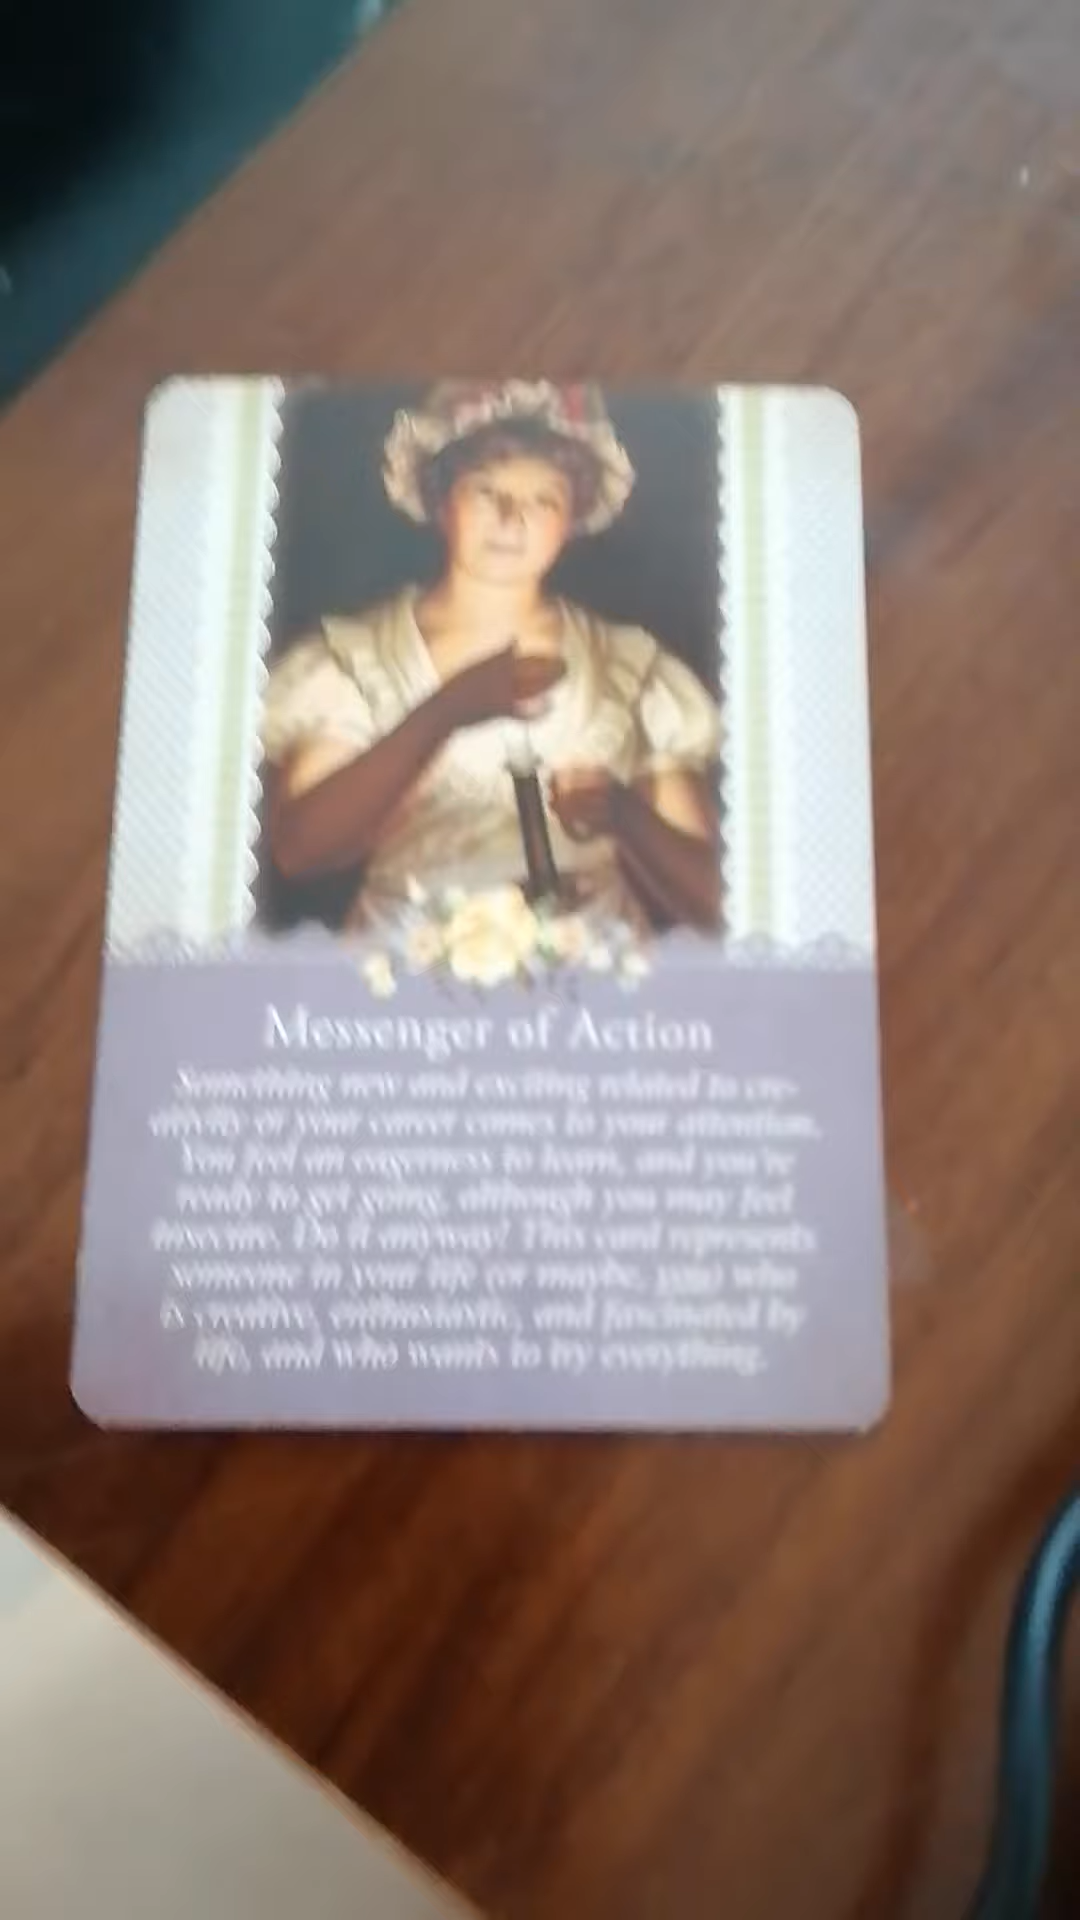 Messenger of Action
Something new and exciting related to cre-
ativity or your career comes to your attention.
You feel an eagerness to learn, and you're
ready to get going, although you may feel
insecure. Do it anyway! This card represents
someone in your life (or maybe, you) who
is creative, enthusiastic, and fascinated by
life, and who wants to try everything.